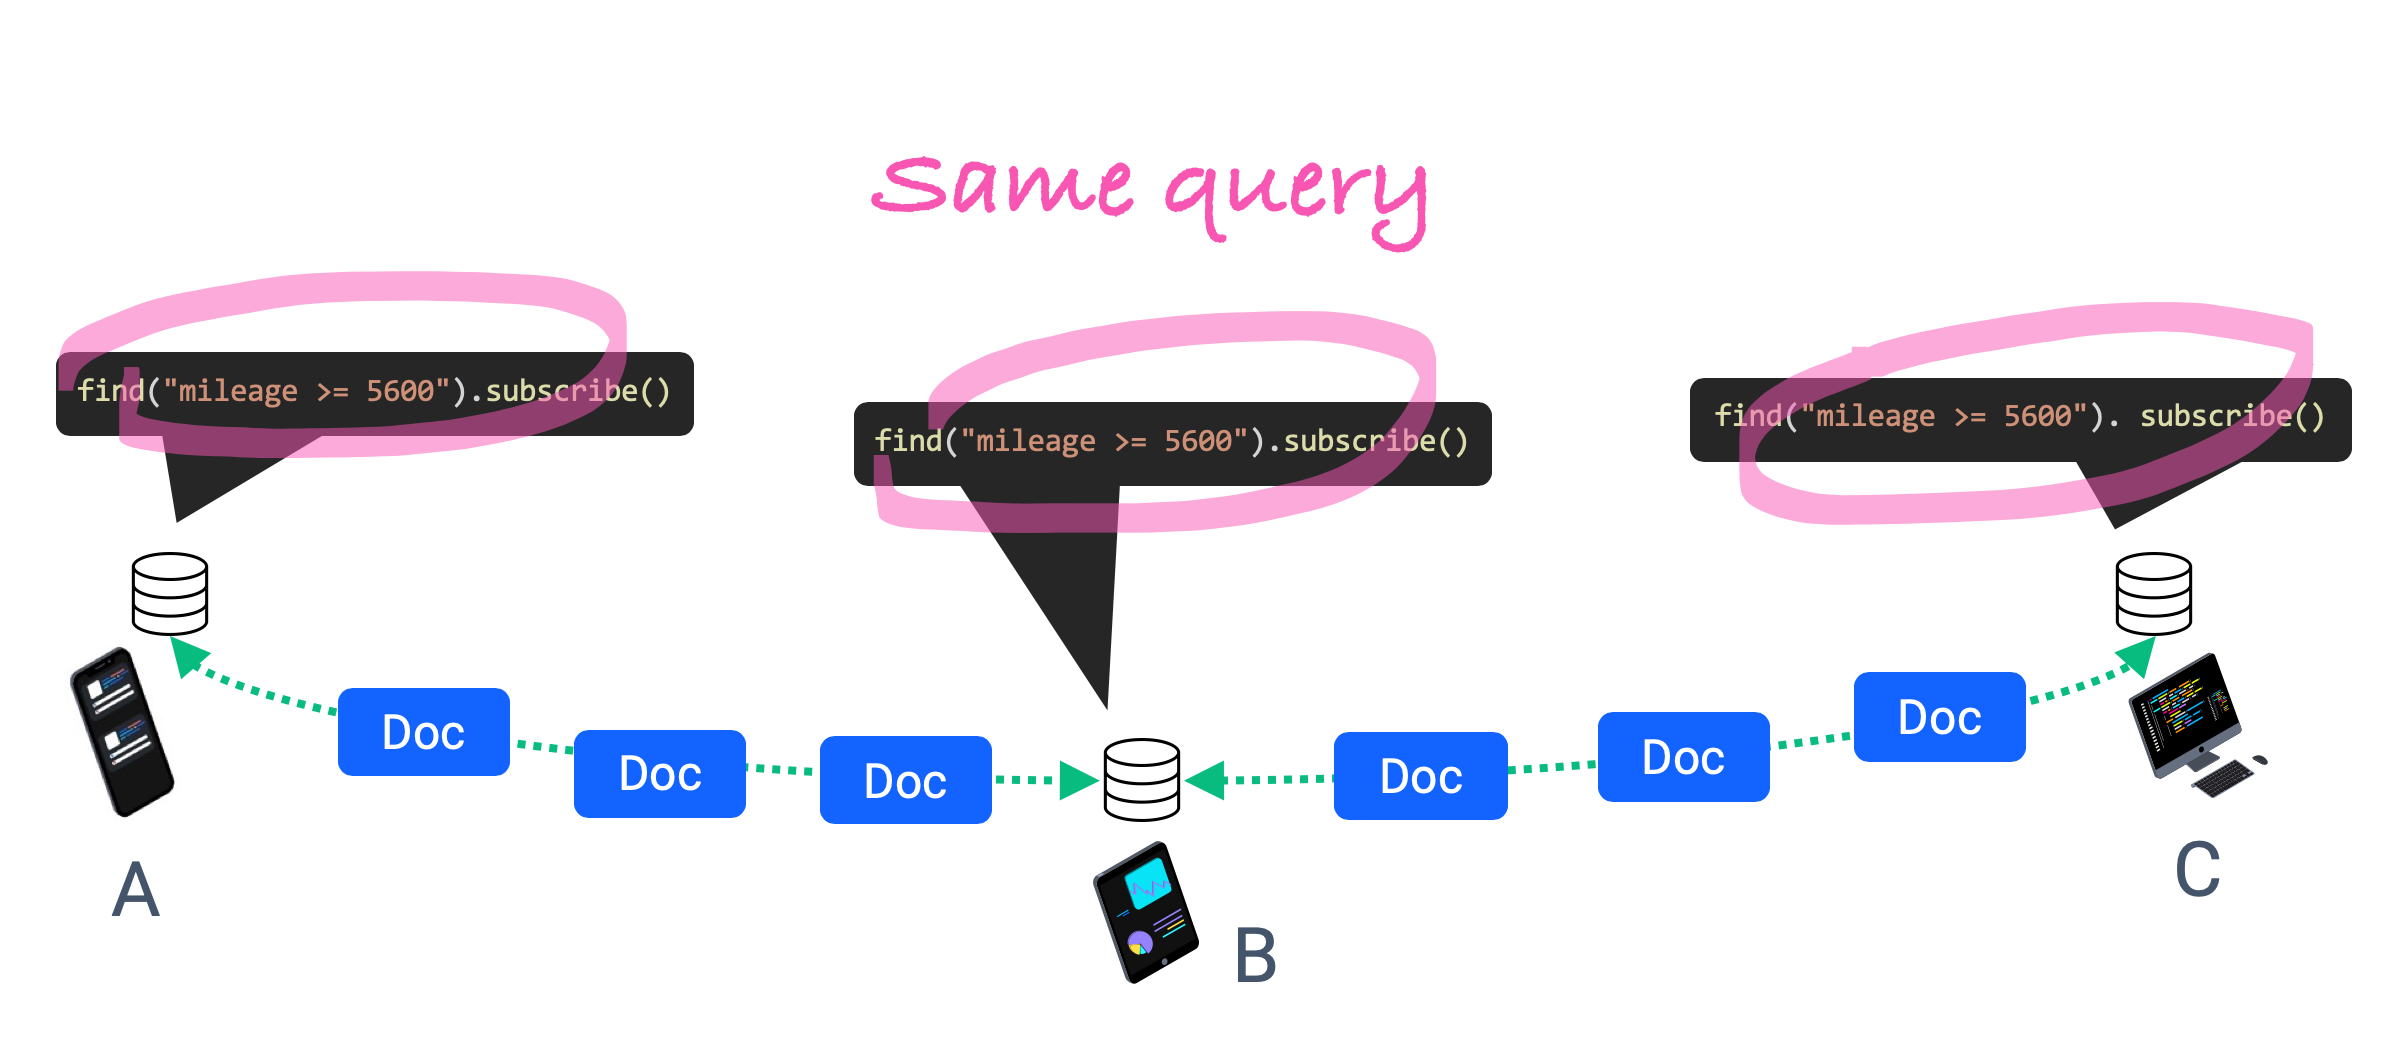 Same query
find("mileage >= 5600").subscribe()
find("mileage >= 5600").subscribe()
find("mileage >= 5600"). subscribe()
Doc
Doc
Doc
Doc
Doc
Doc
A
B
C